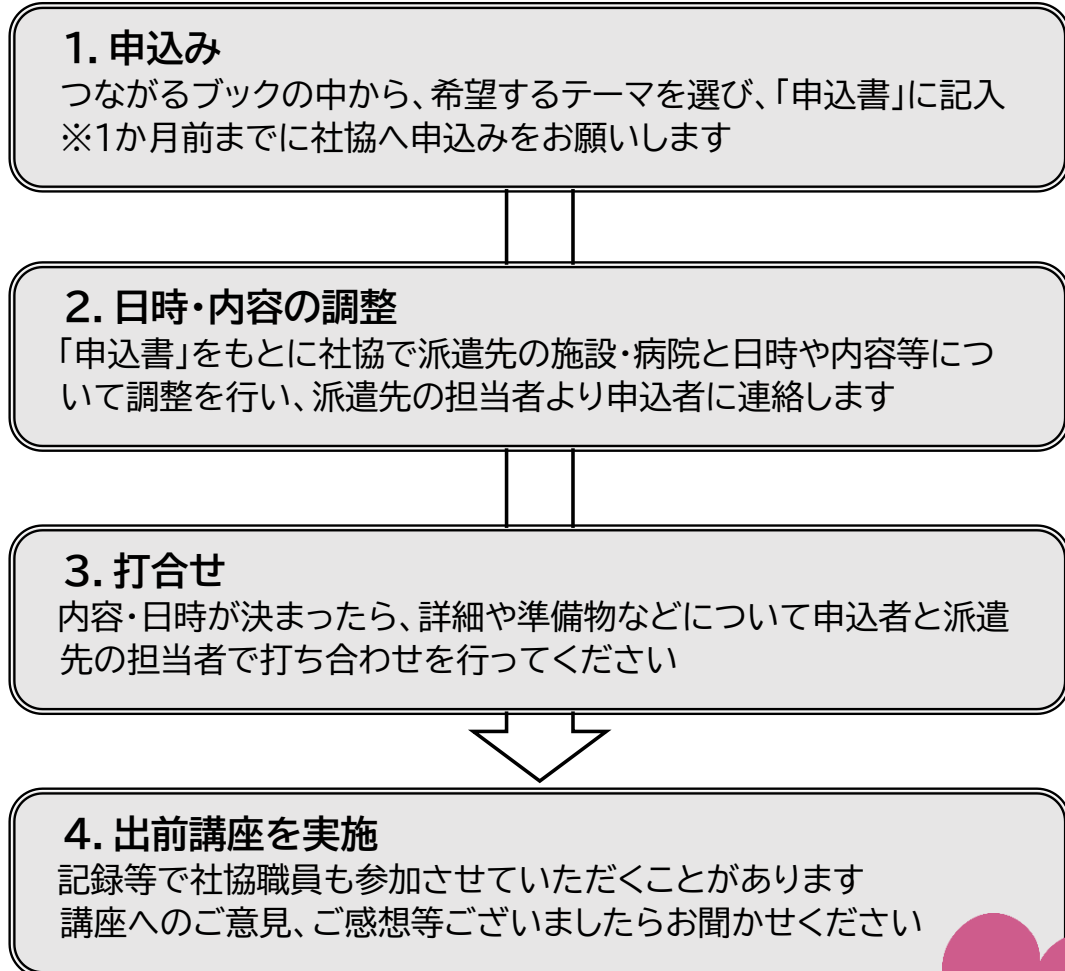 1. 申込み
つながるブックの中から、希望するテーマを選び、「申込書」に記入
※1か月前までに社協へ申込みをお願いします
2. 日時・内容の調整
「申込書」をもとに社協で派遣先の施設・病院と日時や内容等につ
いて調整を行い、派遣先の担当者より申込者に連絡します
3. 打合せ
内容・日時が決まったら、詳細や準備物などについて申込者と派遣
先の担当者で打ち合わせを行ってください
4. 出前講座を実施
記録等で社協職員も参加させていただくことがあります
講座へのご意見、ご感想等ございましたらお聞かせください